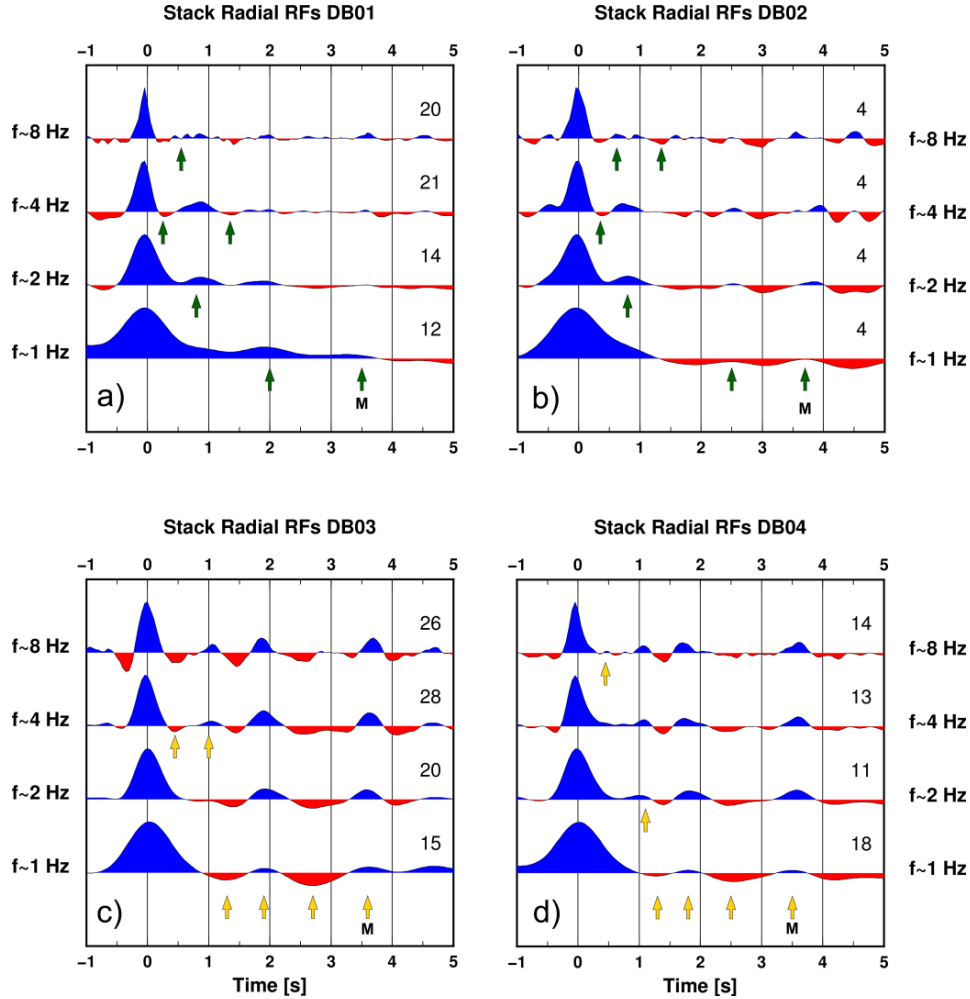 Stack Radial RFs DB01
−1 0 1 2 3 4 5
f~8 Hz 20
f~4 Hz 21
f~2 Hz 14
f~1 Hz 12
a) M
−1 0 1 2 3 4 5
Stack Radial RFs DB02
−1 0 1 2 3 4 5
4 f~8 Hz
4 f~4 Hz
4 f~2 Hz
4 f~1 Hz
b) M
−1 0 1 2 3 4 5
Stack Radial RFs DB03
−1 0 1 2 3 4 5
f~8 Hz 26
f~4 Hz 28
f~2 Hz 20
f~1 Hz 15
c) M
−1 0 1 2 3 4 5
Time [s]
Stack Radial RFs DB04
−1 0 1 2 3 4 5
14 f~8 Hz
13 f~4 Hz
11 f~2 Hz
18 f~1 Hz
d) M
−1 0 1 2 3 4 5
Time [s]